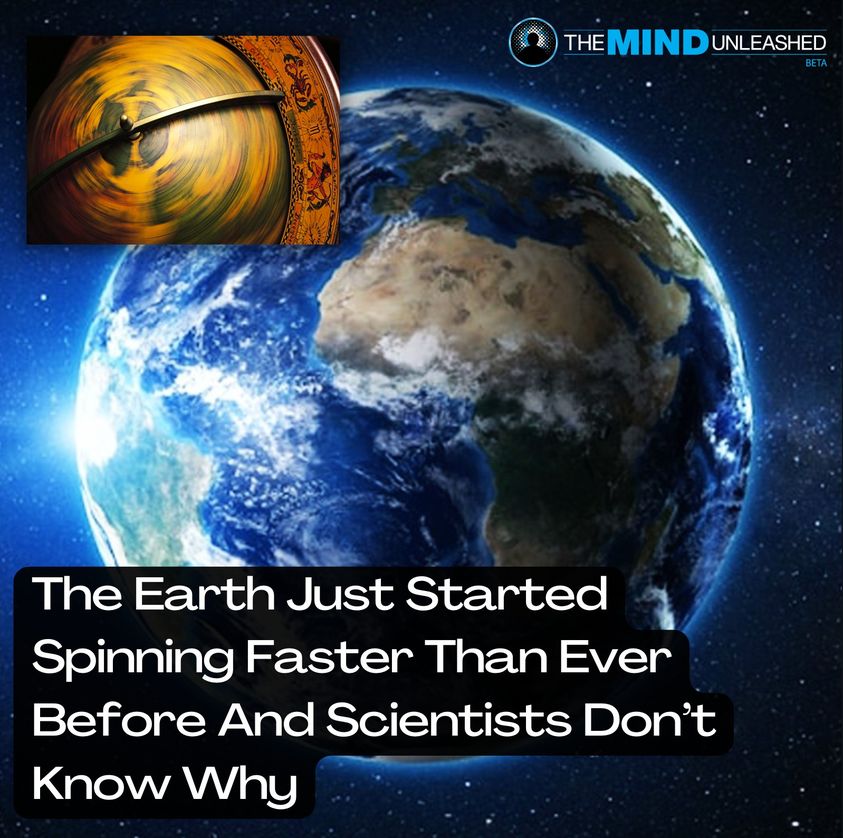 THE MIND UNLEASHED
BETA
The Earth Just Started
Spinning Faster Than Ever
Before And Scientists Don’t
Know Why